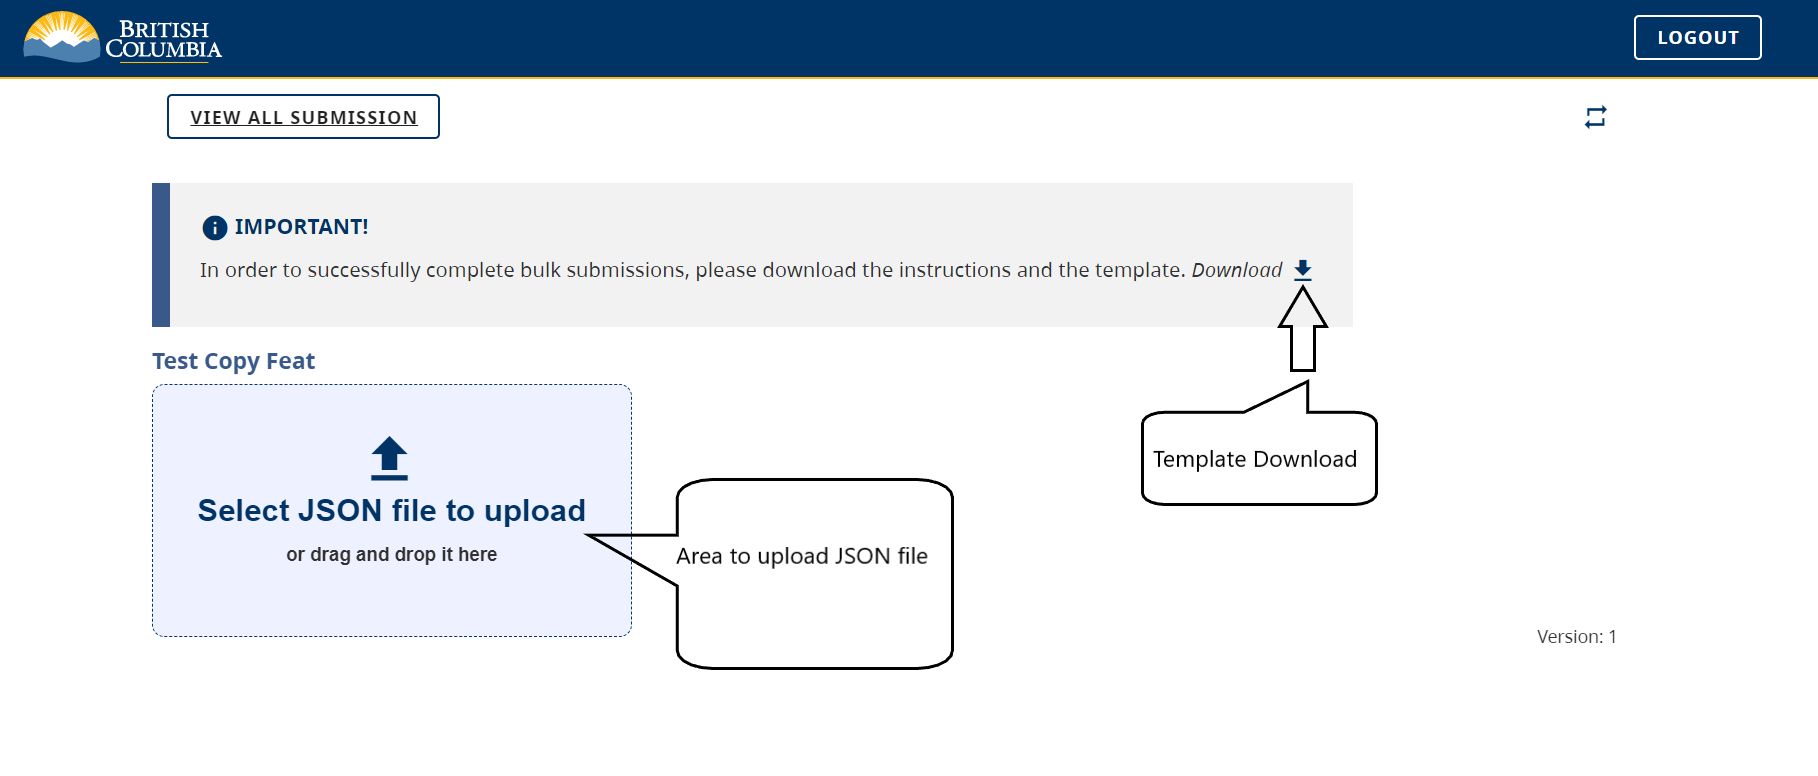 BRITISH
COLUMBIA
LOGOUT
VIEW ALL SUBMISSION
IMPORTANT!
In order to successfully complete bulk submissions, please download the instructions and the template. Download
Test Copy Feat
Select JSON file to upload
or drag and drop it here
Area to upload JSON file
Template Download
Version: 1